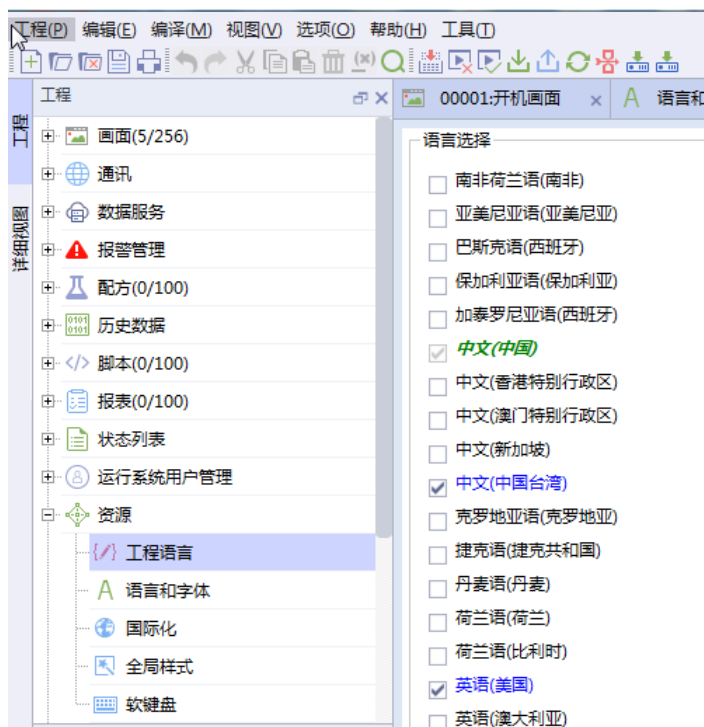 工程(P) 编辑(E) 编译(M) 视图(V) 选项(O) 帮助(H) 工具(T)
工程
详细视图
工程
画面(5/256)
通讯
数据服务
报警管理
配方(0/100)
历史数据
脚本(0/100)
报表(0/100)
状态列表
运行系统用户管理
资源
工程语言
语言和字体
国际化
全局样式
软键盘
00001:开机画面
语言和
语言选择
南非荷兰语(南非)
亚美尼亚语(亚美尼亚)
巴斯克语(西班牙)
保加利亚语(保加利亚)
加泰罗尼亚语(西班牙)
中文(中国)
中文(香港特别行政区)
中文(澳门特别行政区)
中文(新加坡)
中文(中国台湾)
克罗地亚语(克罗地亚)
捷克语(捷克共和国)
丹麦语(丹麦)
荷兰语(荷兰)
荷兰语(比利时)
英语(美国)
英语(澳大利亚)